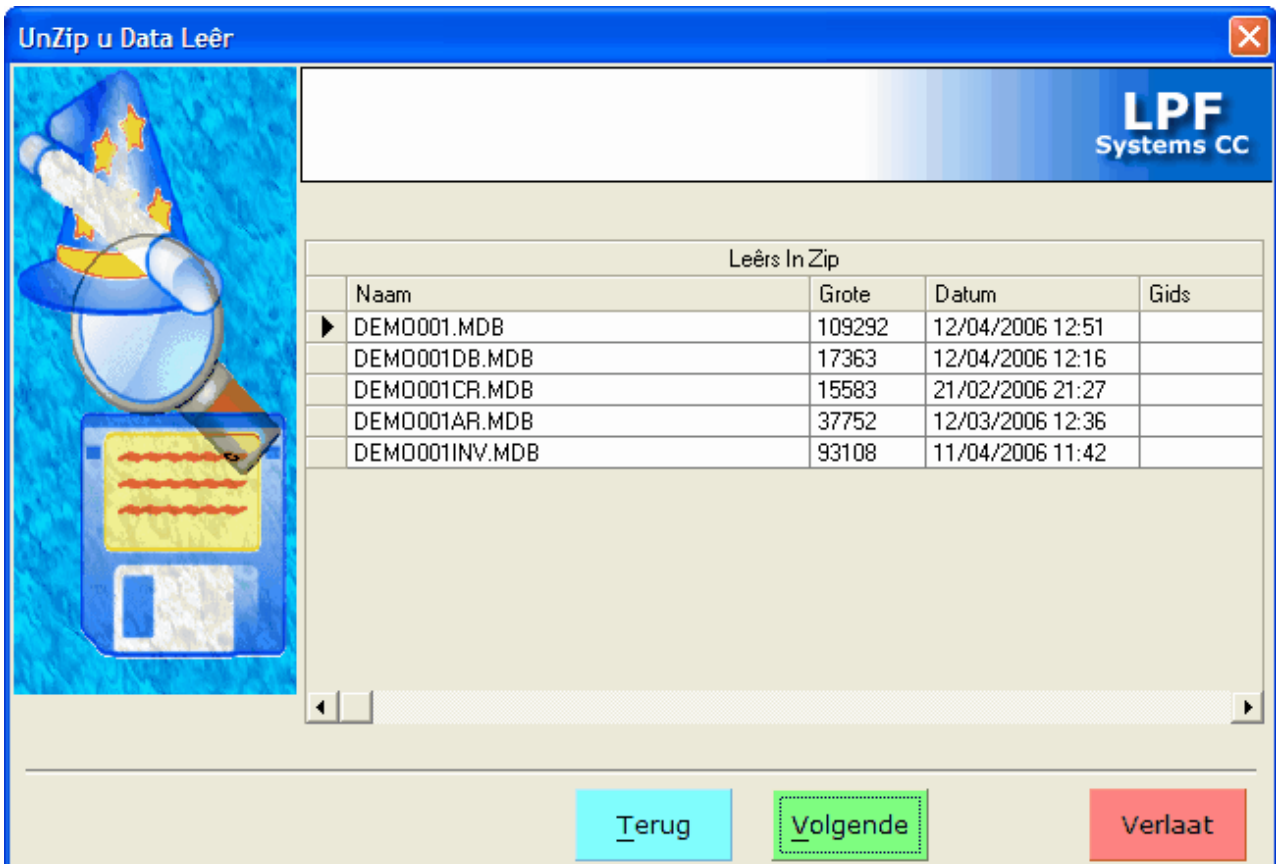 UnZip u Data Leêr
LPF
Systems CC
Leêrs In Zip
Naam Grote Datum Gids
DEMO001.MDB 109292 12/04/2006 12:51
DEMO001DB.MDB 17363 12/04/2006 12:16
DEMO001CR.MDB 15583 21/02/2006 21:27
DEMO001AR.MDB 37752 12/03/2006 12:36
DEMO001INV.MDB 93108 11/04/2006 11:42
Terug Volgende Verlaat